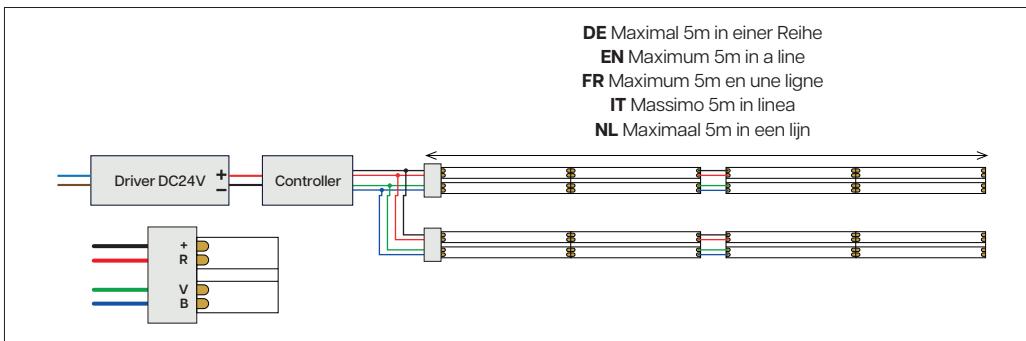 DE Maximal 5m in einer Reihe
EN Maximum 5m in a line
FR Maximum 5m en une ligne
IT Massimo 5m in linea
NL Maximaal 5m in een lijn
Driver DC24V + Controller
−
+
R
V
B